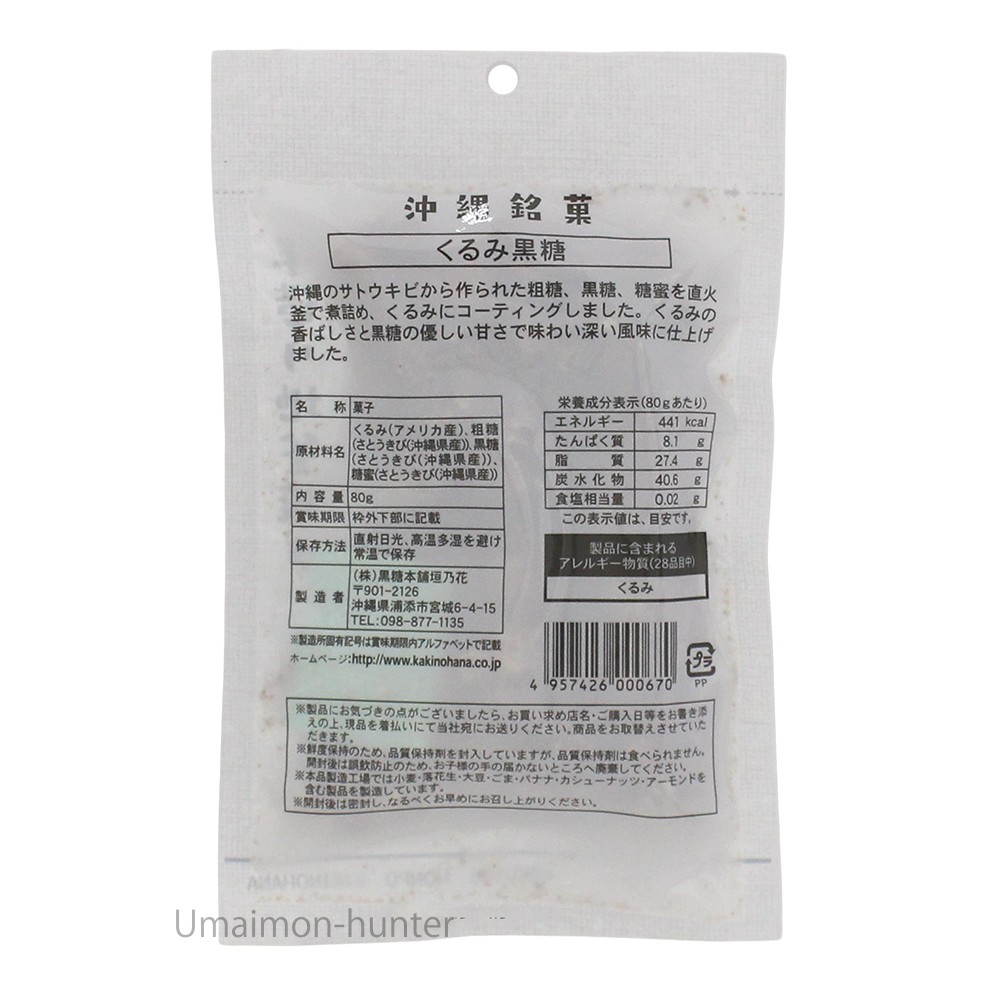 沖縄銘菓
くるみ黒糖
沖縄のサトウキビから作られた粗糖、黒糖、糖蜜を直火
釜で煮詰め、くるみにコーティングしました。くるみの
香ばしさと黒糖の優しい甘さで味わい深い風味に仕上げ
ました。
名称 菓子
原材料名 くるみ(アメリカ産)、粗糖
(さとうきび(沖縄県産))、黒糖
(さとうきび(沖縄県産))、
糖蜜(さとうきび(沖縄県産))
内容量 80g
賞味期限 枠外下部に記載
保存方法 直射日光、高温多湿を避け
常温で保存
製造者 (株)黒糖本舗垣乃花
〒901-2126
沖縄県浦添市宮城6-4-15
TEL:098-877-1135
※製造所固有記号は賞味期限内アルファベットで記載
ホームページ:http://www.kakinohana.co.jp
栄養成分表示(80gあたり)
エネルギー 441 kcal
たんぱく質 8.1 g
脂質 27.4 g
炭水化物 40.6 g
食塩相当量 0.02 g
この表示値は、目安です。
製品に含まれる
アレルギー物質(28品目中)
くるみ
4 957426 000670
プラ
PP
※製品にお気づきの点がございましたら、お買い求め店名・ご購入日等をお書き添
えの上、現品を着払いにて当社宛にお送りください。商品をお取替えさせていた
だきます。
※鮮度保持のため、品質保持剤を封入していますが、品質保持剤は食べられません。
開封後は誤飲防止のため、お子様の手の届かないところへ廃棄してください。
※本品製造工場では小麦・落花生・大豆・ごま・バナナ・カシューナッツ・アーモンドを
含む製品を製造しています。
※開封後は密封し、なるべくお早めにお召し上がりください。
Umaimon-hunter